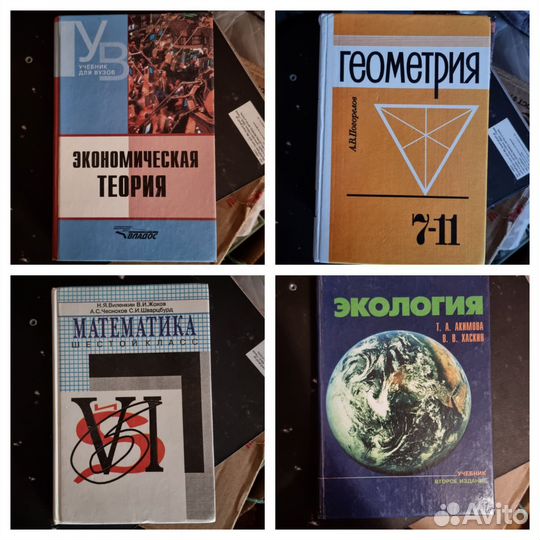 УВ
УЧЕБНИК
ДЛЯ ВУЗОВ
ЭКОНОМИЧЕСКАЯ
ТЕОРИЯ
ВЛАДОС
ГЕОМЕТРИЯ
А.В.Погорелов
7-11
Н.Я.Виленкин В.И.Жохов
А.С.Чесноков С.И.Шварцбурд
МАТЕМАТИКА
ШЕСТОЙ КЛАСС
VI
ЭКОЛОГИЯ
Т. А. АКИМОВА
В. В. ХАСКИН
УЧЕБНИК
ВТОРОЕ ИЗДАНИЕ
Avito